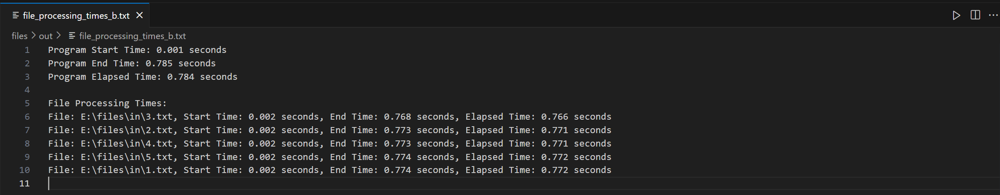 file_processing_times_b.txt
files > out > file_processing_times_b.txt
1 Program Start Time: 0.001 seconds
2 Program End Time: 0.785 seconds
3 Program Elapsed Time: 0.784 seconds
4
5 File Processing Times:
6 File: E:\files\in\3.txt, Start Time: 0.002 seconds, End Time: 0.768 seconds, Elapsed Time: 0.766 seconds
7 File: E:\files\in\2.txt, Start Time: 0.002 seconds, End Time: 0.773 seconds, Elapsed Time: 0.771 seconds
8 File: E:\files\in\4.txt, Start Time: 0.002 seconds, End Time: 0.773 seconds, Elapsed Time: 0.771 seconds
9 File: E:\files\in\5.txt, Start Time: 0.002 seconds, End Time: 0.774 seconds, Elapsed Time: 0.772 seconds
10 File: E:\files\in\1.txt, Start Time: 0.002 seconds, End Time: 0.774 seconds, Elapsed Time: 0.772 seconds
11